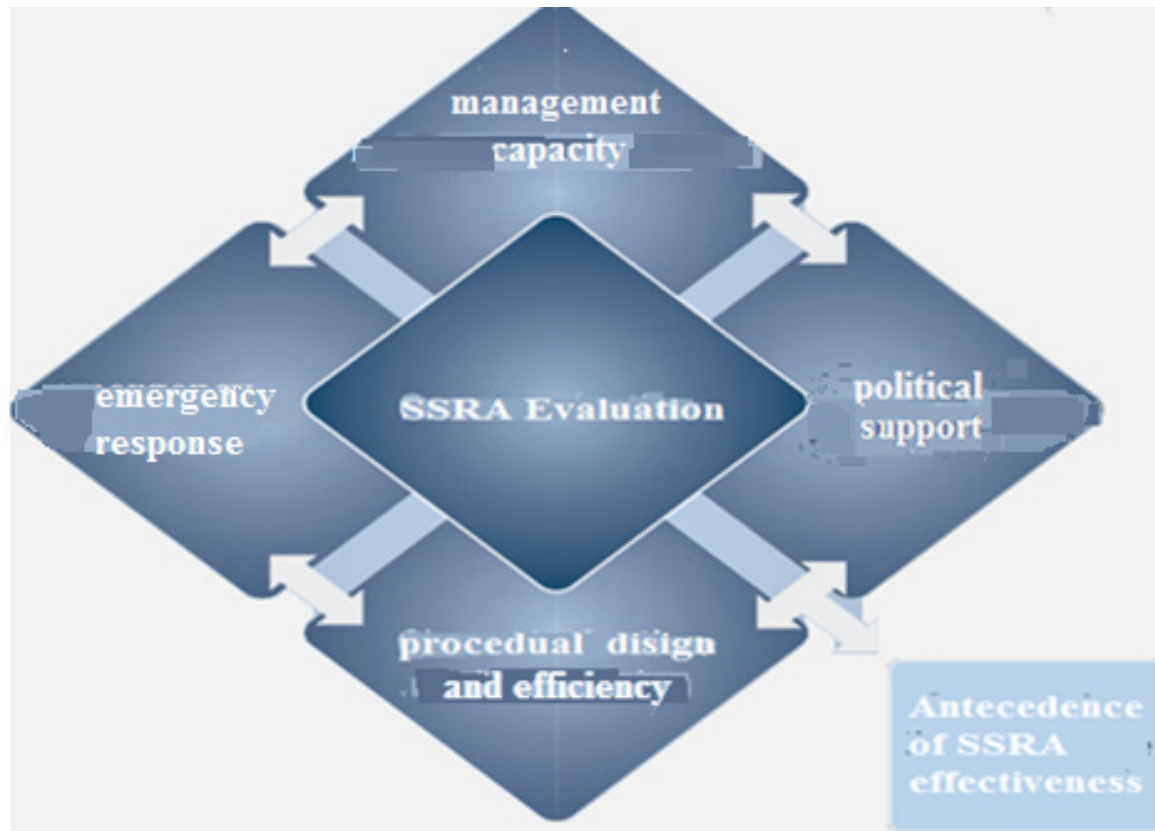 management
capacity
emergency
response
SSRA Evaluation
political
support
procedual disign
and efficiency
Antecedence
of SSRA
effectiveness